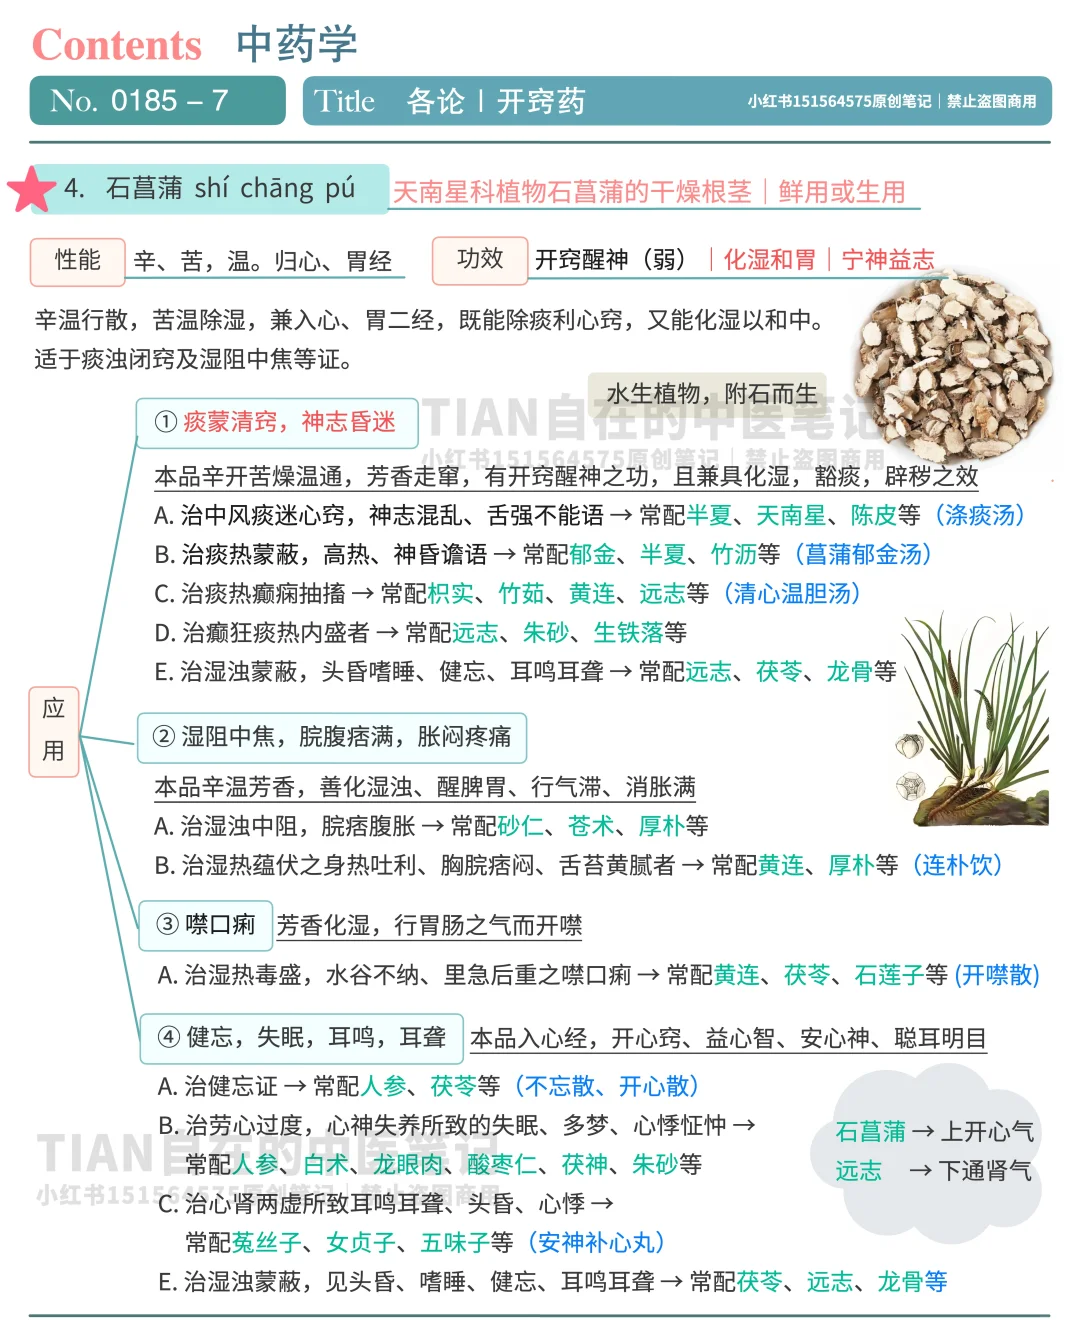 Contents 中药学
No. 0185 – 7
Title 各论 | 开窍药 小红书151564575原创笔记 | 禁止盗图商用
4. 石菖蒲 shí chāng pú 天南星科植物石菖蒲的干燥根茎 | 鲜用或生用
性能 辛、苦，温。归心、胃经 功效 开窍醒神（弱） | 化湿和胃 | 宁神益志
辛温行散，苦温除湿，兼入心、胃二经，既能除痰利心窍，又能化湿以和中。
适于痰浊闭窍及湿阻中焦等证。
水生植物，附石而生
① 痰蒙清窍，神志昏迷
TIAN自在的中医笔记
小红书151564575原创笔记 | 禁止盗图商用
本品辛开苦燥温通，芳香走窜，有开窍醒神之功，且兼具化湿，豁痰，辟秽之效
A. 治中风痰迷心窍，神志混乱、舌强不能语 → 常配半夏、天南星、陈皮等（涤痰汤）
B. 治痰热蒙蔽，高热、神昏谵语 → 常配郁金、半夏、竹沥等（菖蒲郁金汤）
C. 治痰热癫痫抽搐 → 常配枳实、竹茹、黄连、远志等（清心温胆汤）
D. 治癫狂痰热内盛者 → 常配远志、朱砂、生铁落等
E. 治湿浊蒙蔽，头昏嗜睡、健忘、耳鸣耳聋 → 常配远志、茯苓、龙骨等
应
用
② 湿阻中焦，脘腹痞满，胀闷疼痛
本品辛温芳香，善化湿浊、醒脾胃、行气滞、消胀满
A. 治湿浊中阻，脘痞腹胀 → 常配砂仁、苍术、厚朴等
B. 治湿热蕴伏之身热吐利、胸脘痞闷、舌苔黄腻者 → 常配黄连、厚朴等（连朴饮）
③ 噤口痢 芳香化湿，行胃肠之气而开噤
A. 治湿热毒盛，水谷不纳、里急后重之噤口痢 → 常配黄连、茯苓、石莲子等 (开噤散)
④ 健忘，失眠，耳鸣，耳聋 本品入心经，开心窍、益心智、安心神、聪耳明目
A. 治健忘证 → 常配人参、茯苓等（不忘散、开心散）
B. 治劳心过度，心神失养所致的失眠、多梦、心悸怔忡 →
TIAN自在的中医笔记
常配人参、白术、龙眼肉、酸枣仁、茯神、朱砂等
小红书151564575原创笔记 | 禁止盗图商用
C. 治心肾两虚所致耳鸣耳聋、头昏、心悸 →
常配菟丝子、女贞子、五味子等（安神补心丸）
E. 治湿浊蒙蔽，见头昏、嗜睡、健忘、耳鸣耳聋 → 常配茯苓、远志、龙骨等
石菖蒲 → 上开心气
远志 → 下通肾气